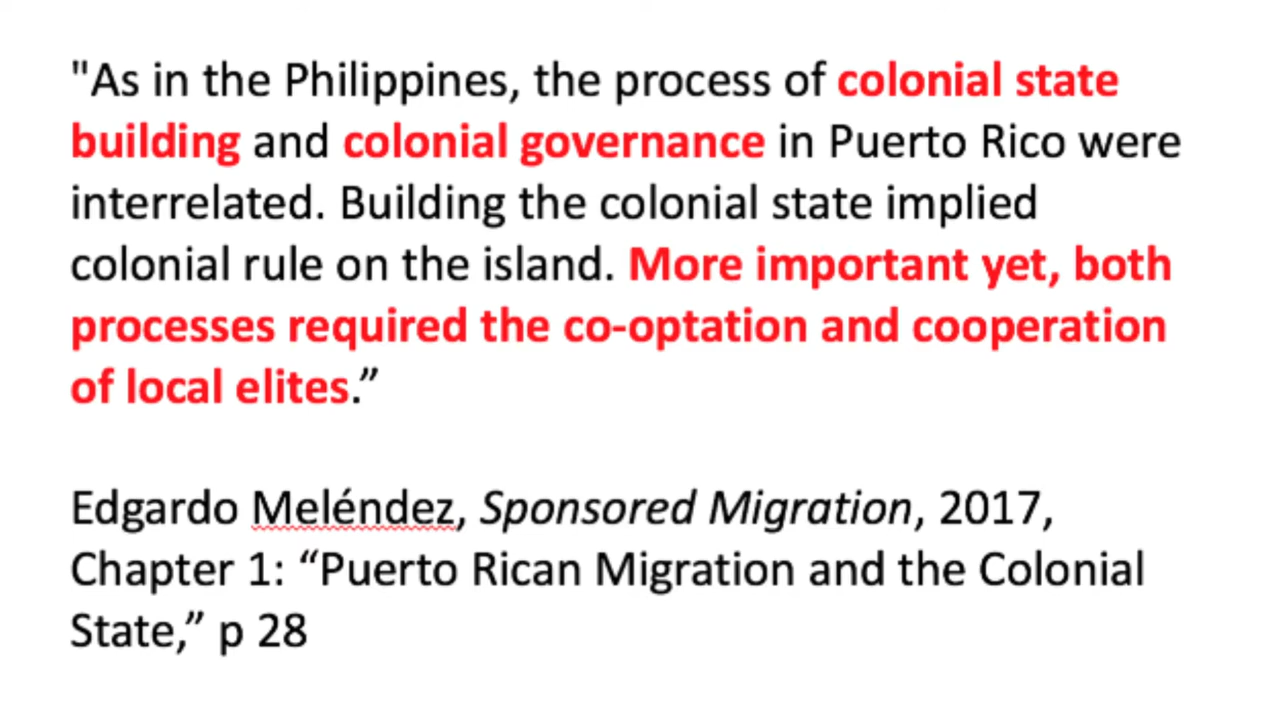 "As in the Philippines, the process of colonial state
building and colonial governance in Puerto Rico were
interrelated. Building the colonial state implied
colonial rule on the island. More important yet, both
processes required the co-optation and cooperation
of local elites.”
Edgardo Meléndez, Sponsored Migration, 2017,
Chapter 1: “Puerto Rican Migration and the Colonial
State,” p 28